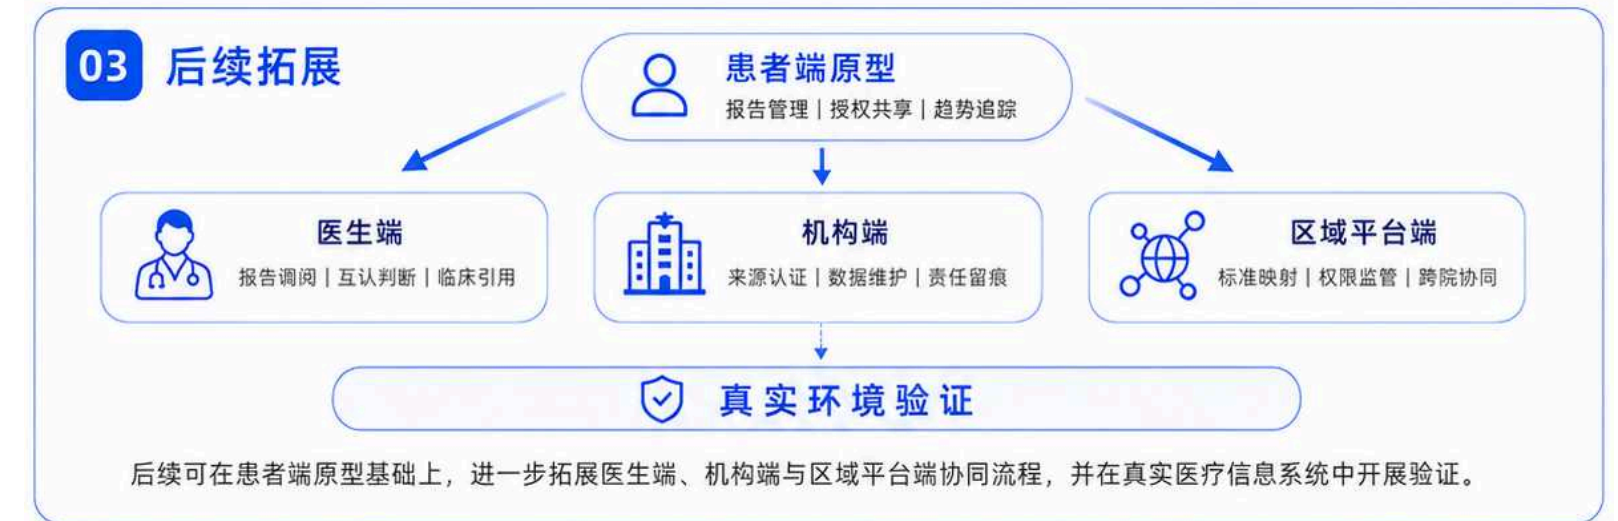 03 后续拓展
患者端原型
报告管理 | 授权共享 | 趋势追踪
医生端
报告调阅 | 互认判断 | 临床引用
机构端
来源认证 | 数据维护 | 责任留痕
区域平台端
标准映射 | 权限监管 | 跨院协同
真实环境验证
后续可在患者端原型基础上，进一步拓展医生端、机构端与区域平台端协同流程，并在真实医疗信息系统中开展验证。